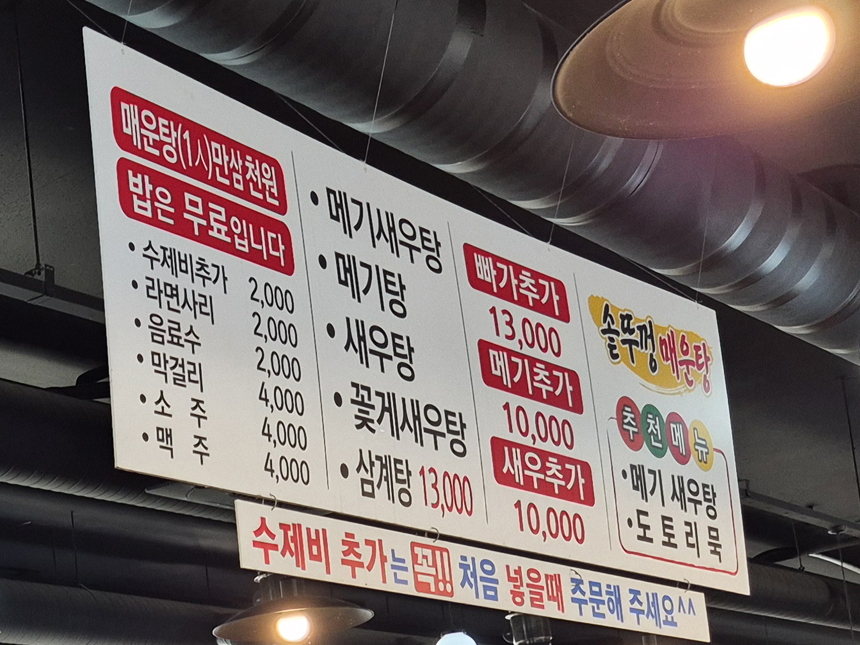 매운탕(1人)만삼천원
밥은 무료입니다
• 수제비추가 2,000
• 라면사리 2,000
• 음료수 2,000
• 막걸리 4,000
• 소 주 4,000
• 맥 주 4,000
• 메기새우탕
• 메기탕
• 새우탕
• 꽃게새우탕
• 삼계탕 13,000
빠가추가
13,000
메기추가
10,000
새우추가
10,000
솥뚜껑 매운탕
추천메뉴
• 메기 새우탕
• 도토리묵
수제비 추가는 꼭!! 처음 넣을때 주문해 주세요^^